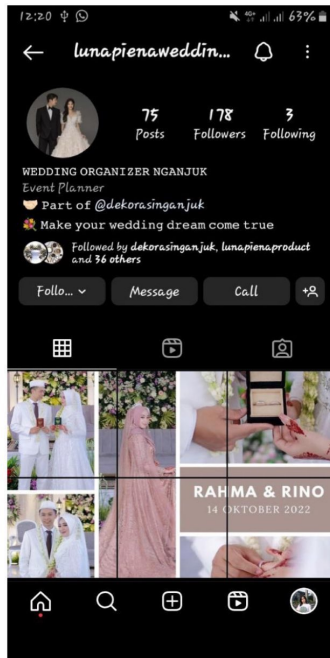 12:20
4G+
63%
lunapienaweddin...
75
178
3
Posts
Followers
Following
WEDDING ORGANIZER NGANJUK
Event Planner
Part of @dekorasinganjuk
Make your wedding dream come true
Followed by dekorasinganjuk, lunapienaproduct
and 36 others
Follo...
Message
Call
RAHMA & RINO
14 OKTOBER 2022